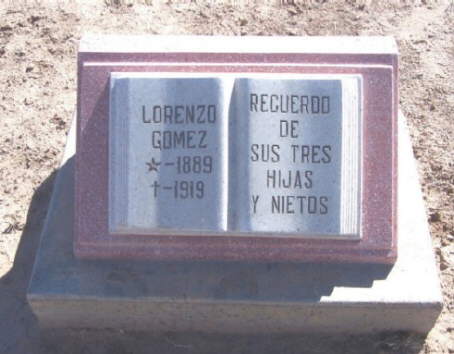 LORENZO
GOMEZ
☆-1889
†-1919
RECUERDO
DE
SUS TRES
HIJAS
Y NIETOS